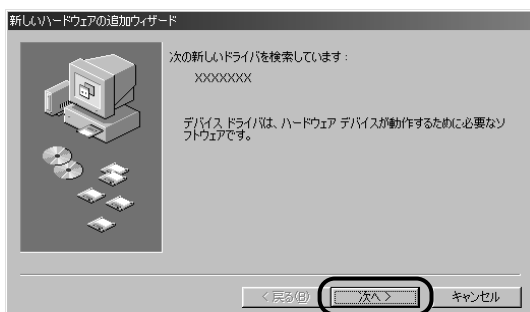 新しいハードウェアの追加ウィザード
次の新しいドライバを検索しています：
XXXXXXX
デバイス ドライバは、ハードウェア デバイスが動作するために必要なソ
フトウェアです。
< 戻る(B)
次へ >
キャンセル